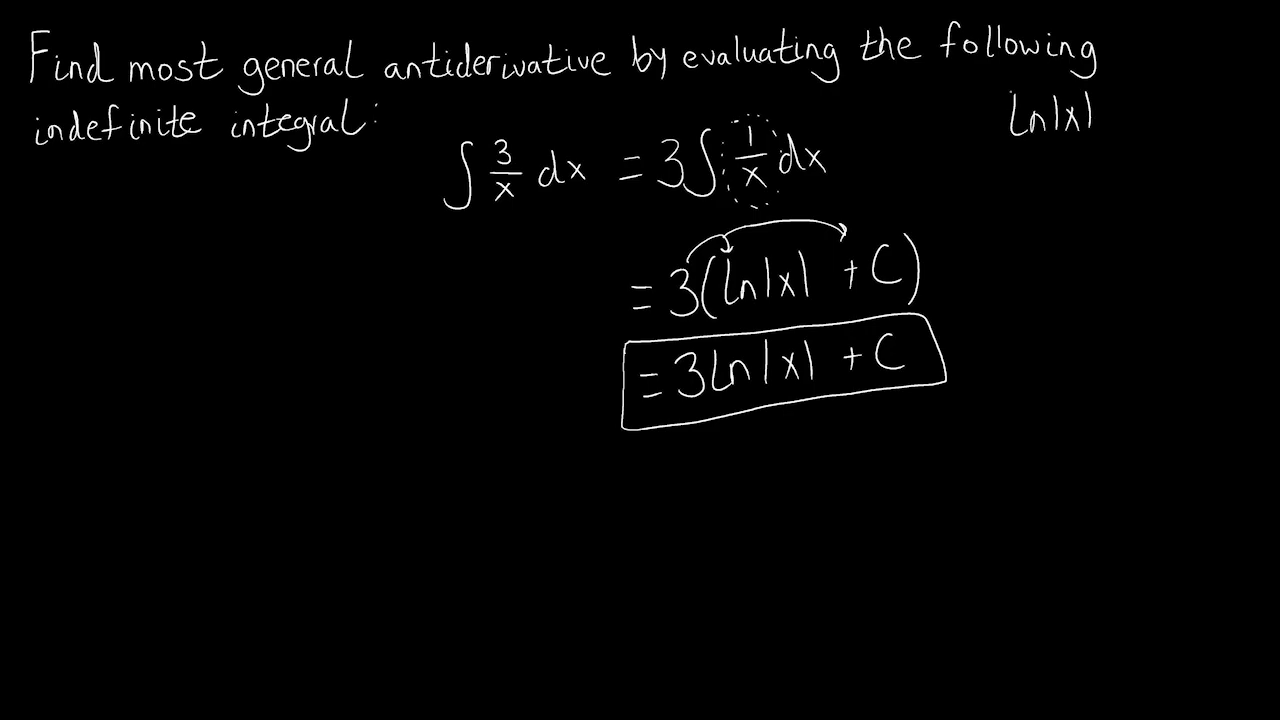 Find most general antiderivative by evaluating the following
indefinite integral:
ln|x|
∫ 3/x dx = 3∫ 1/x dx
= 3(ln|x| + C)
= 3ln|x| + C